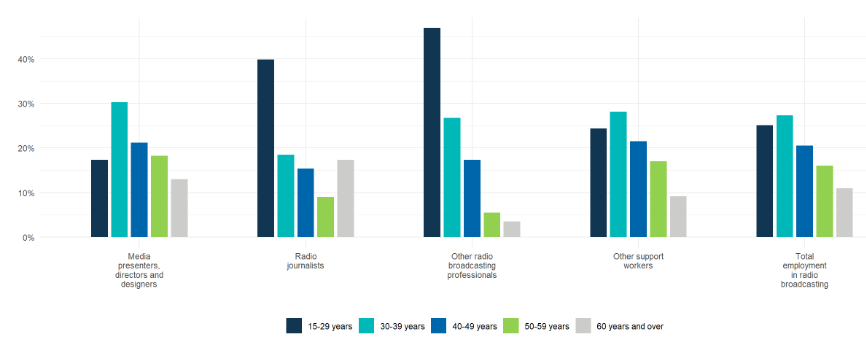 40%
30%
20%
10%
0%
Media
presenters,
directors and
designers
Radio
journalists
Other radio
broadcasting
professionals
Other support
workers
Total
employment
in radio
broadcasting
15-29 years 30-39 years 40-49 years 50-59 years 60 years and over